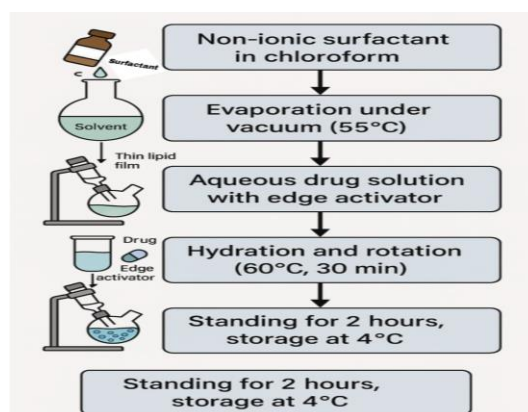 Surfactant
C
Solvent
Thin lipid
film
Drug
Edge
activator
Non-ionic surfactant
in chloroform
Evaporation under
vacuum (55°C)
Aqueous drug solution
with edge activator
Hydration and rotation
(60°C, 30 min)
Standing for 2 hours,
storage at 4°C
Standing for 2 hours,
storage at 4°C